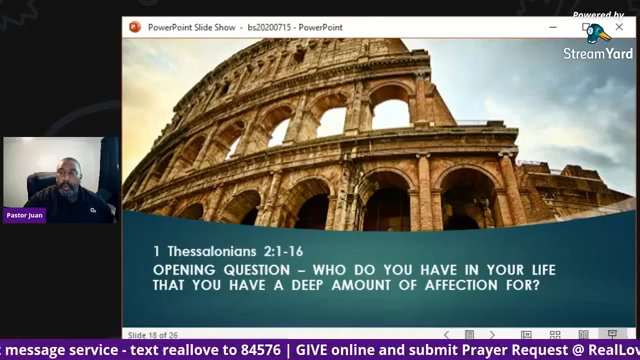 Powered by
PowerPoint Slide Show - bs20200715 - PowerPoint
StreamYard
Pastor Juan
1 Thessalonians 2:1-16
OPENING QUESTION – WHO DO YOU HAVE IN YOUR LIFE
THAT YOU HAVE A DEEP AMOUNT OF AFFECTION FOR?
Slide 18 of 26
message service - text reallove to 84576 | GIVE online and submit Prayer Request @ RealLov